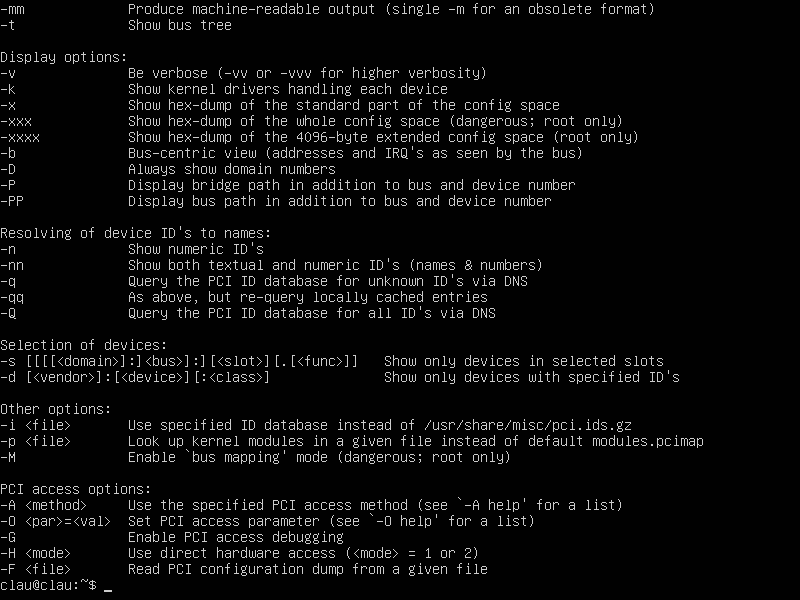 -mm             Produce machine-readable output (single -m for an obsolete format)
-t              Show bus tree

Display options:
-v              Be verbose (-vv or -vvv for higher verbosity)
-k              Show kernel drivers handling each device
-x              Show hex-dump of the standard part of the config space
-xxx            Show hex-dump of the whole config space (dangerous; root only)
-xxxx           Show hex-dump of the 4096-byte extended config space (root only)
-b              Bus-centric view (addresses and IRQ's as seen by the bus)
-D              Always show domain numbers
-P              Display bridge path in addition to bus and device number
-PP             Display bus path in addition to bus and device number

Resolving of device ID's to names:
-n              Show numeric ID's
-nn             Show both textual and numeric ID's (names & numbers)
-q              Query the PCI ID database for unknown ID's via DNS
-qq             As above, but re-query locally cached entries
-Q              Query the PCI ID database for all ID's via DNS

Selection of devices:
-s [[[[<domain>]:]<bus>]:][<slot>][.[<func>]]   Show only devices in selected slots
-d [<vendor>]:[<device>][:<class>]              Show only devices with specified ID's

Other options:
-i <file>       Use specified ID database instead of /usr/share/misc/pci.ids.gz
-p <file>       Look up kernel modules in a given file instead of default modules.pcimap
-M              Enable `bus mapping' mode (dangerous; root only)

PCI access options:
-A <method>     Use the specified PCI access method (see `-A help' for a list)
-O <par>=<val>  Set PCI access parameter (see `-O help' for a list)
-G              Enable PCI access debugging
-H <mode>       Use direct hardware access (<mode> = 1 or 2)
-F <file>       Read PCI configuration dump from a given file
clau@clau:~$ _